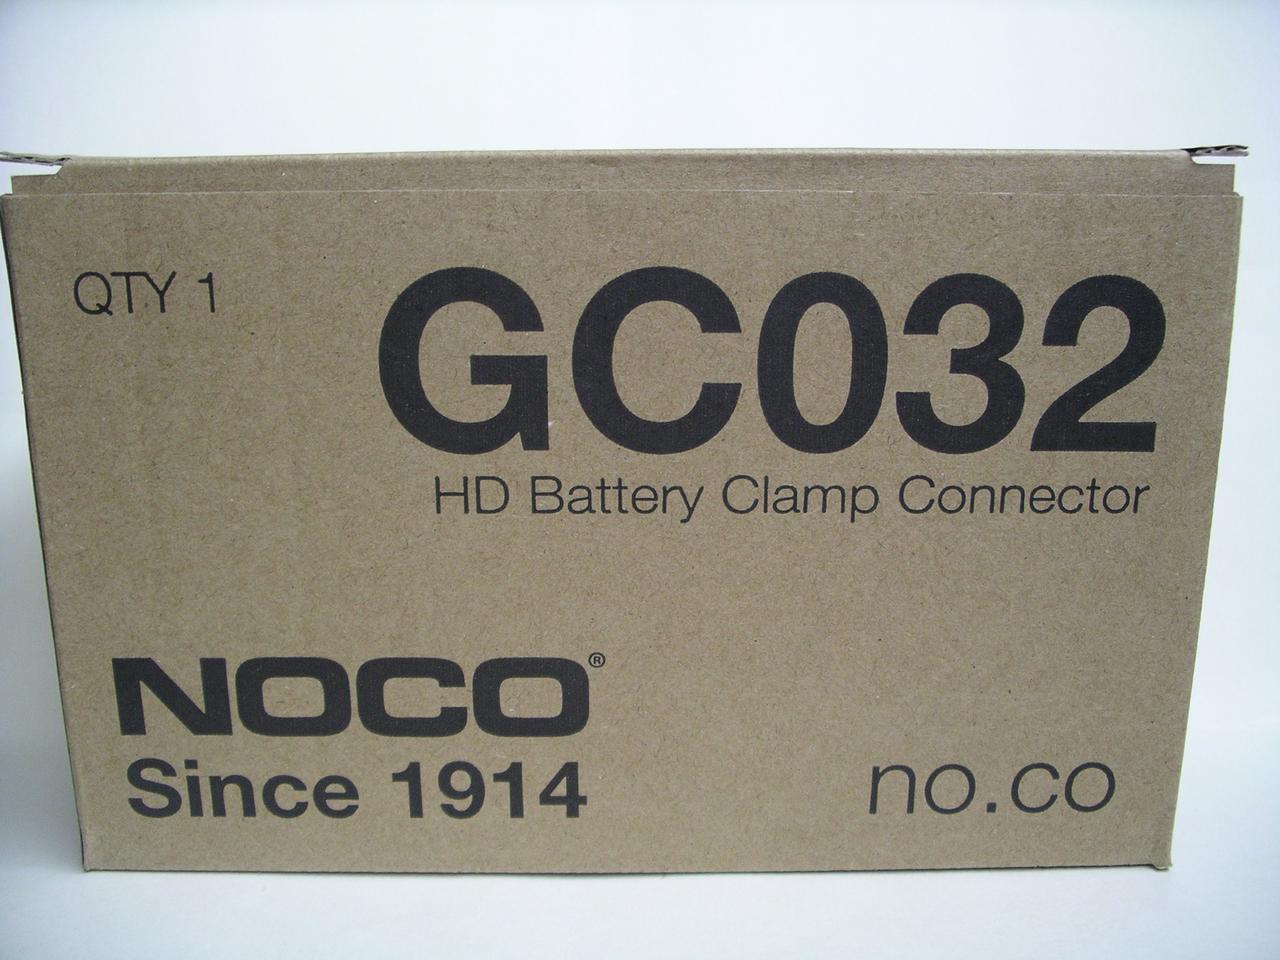 QTY 1
GC032
HD Battery Clamp Connector
NOCO®
Since 1914
no.co